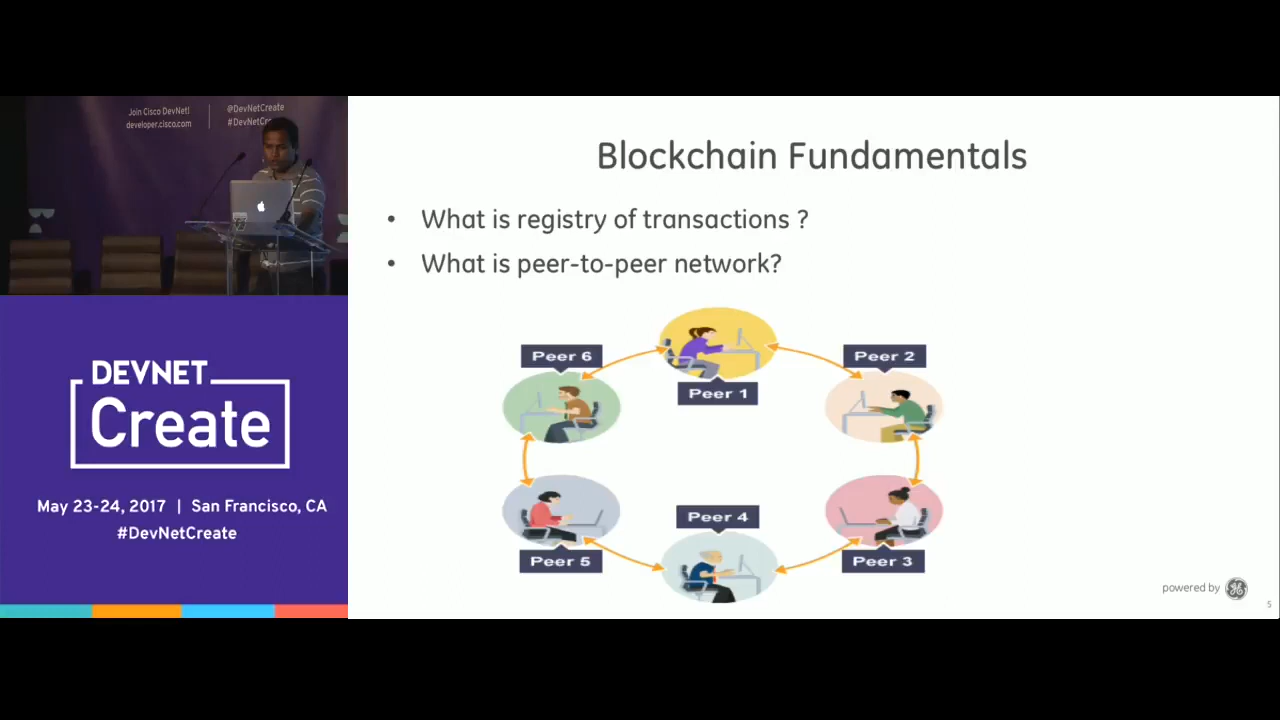 Join Cisco DevNet!
developer.cisco.com
@DevNetCreate
#DevNetCr
DEVNET
Create
May 23-24, 2017 | San Francisco, CA
#DevNetCreate
Blockchain Fundamentals
• What is registry of transactions ?
• What is peer-to-peer network?
Peer 6
Peer 2
Peer 1
Peer 4
Peer 5
Peer 3
powered by
5